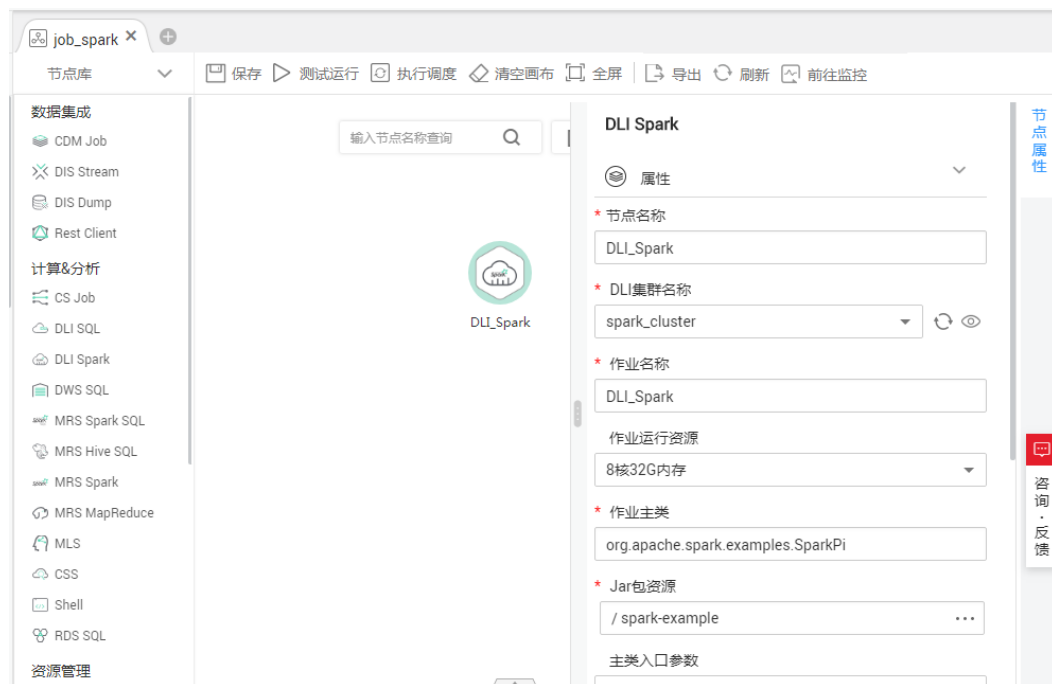 job_spark
节点库
保存 测试运行 执行调度 清空画布 全屏 导出 刷新 前往监控
数据集成
CDM Job
DIS Stream
DIS Dump
Rest Client
计算&分析
CS Job
DLI SQL
DLI Spark
DWS SQL
MRS Spark SQL
MRS Hive SQL
MRS Spark
MRS MapReduce
MLS
CSS
Shell
RDS SQL
资源管理
输入节点名称查询
DLI_Spark
DLI Spark
属性
* 节点名称
DLI_Spark
* DLI集群名称
spark_cluster
* 作业名称
DLI_Spark
作业运行资源
8核32G内存
* 作业主类
org.apache.spark.examples.SparkPi
* Jar包资源
/ spark-example
主类入口参数
节点属性
咨询·反馈